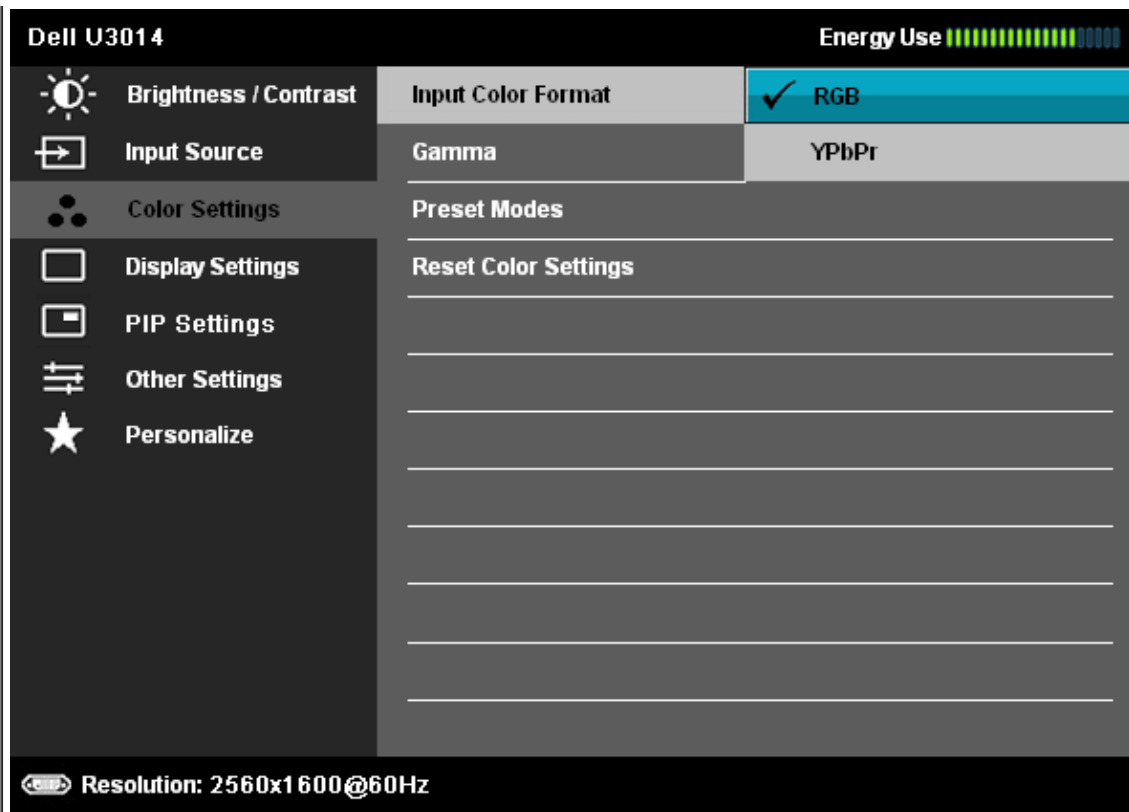 Dell U3014 Energy Use
Brightness / Contrast Input Color Format RGB
Input Source Gamma YPbPr
Color Settings Preset Modes
Display Settings Reset Color Settings
PIP Settings
Other Settings
Personalize
Resolution: 2560x1600@60Hz